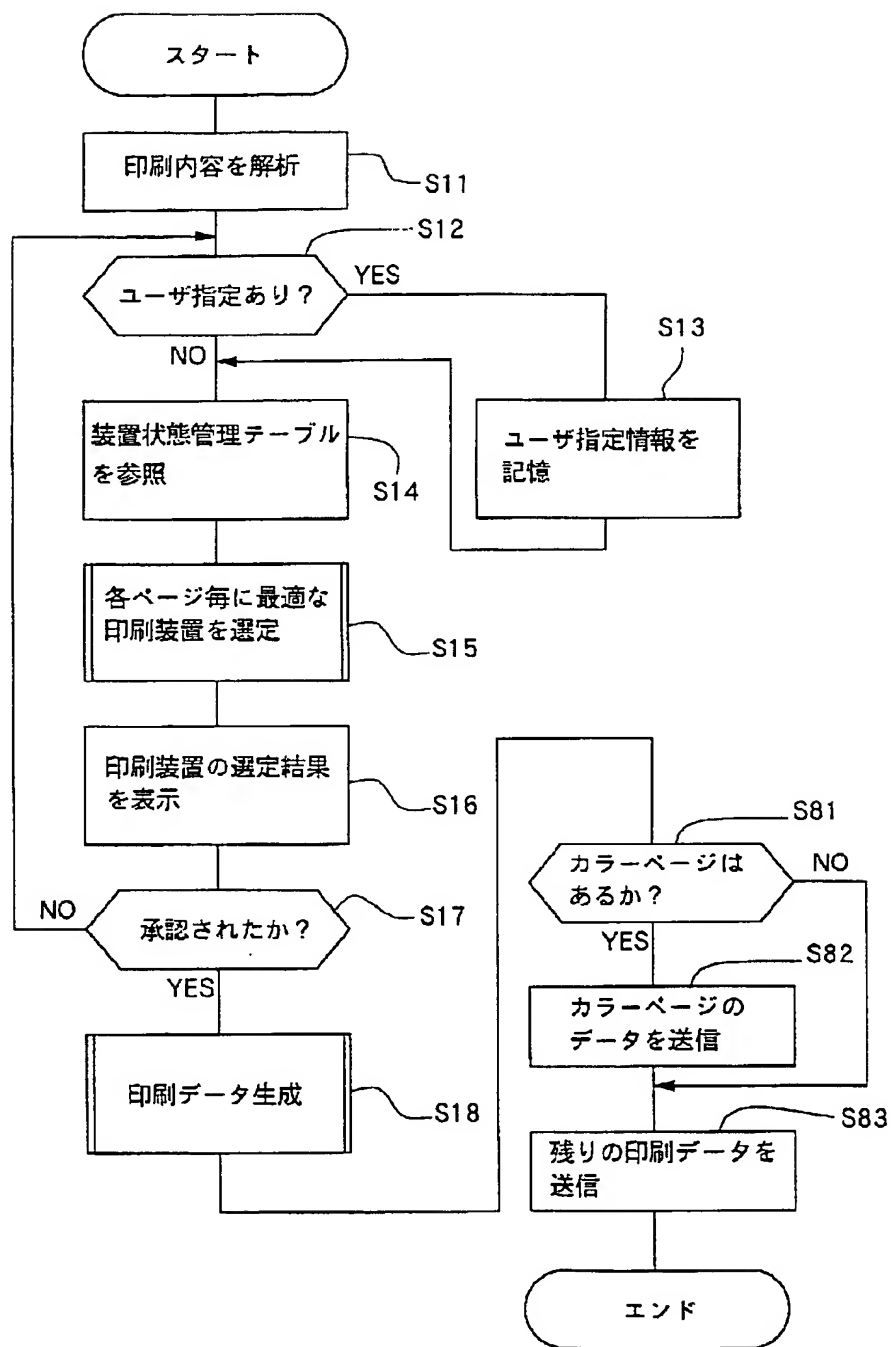 スタート
印刷内容を解析
S11
S12
ユーザ指定あり?
YES
NO
S13
ユーザ指定情報を
記憶
装置状態管理テーブル
を参照
S14
各ページ毎に最適な
印刷装置を選定
S15
印刷装置の選定結果
を表示
S16
承認されたか?
NO
S17
YES
印刷データ生成
S18
S81
カラーページは
あるか?
NO
YES
S82
カラーページの
データを送信
S83
残りの印刷データを
送信
エンド